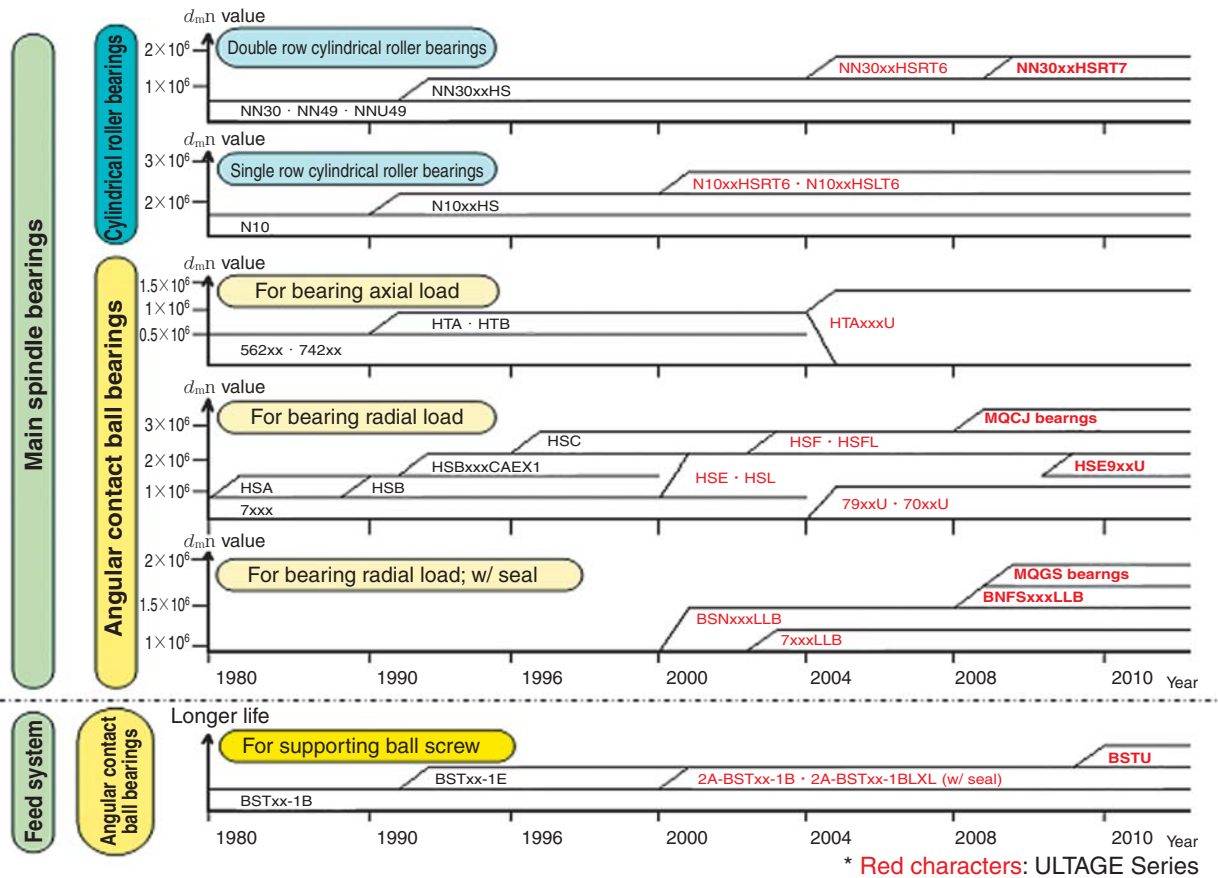 Main spindle bearings
Cylindrical roller bearings
dmn value
2×10⁶
1×10⁶
Double row cylindrical roller bearings
NN30xxHSRT6
NN30xxHSRT7
NN30xxHS
NN30・NN49・NNU49
dmn value
3×10⁶
2×10⁶
Single row cylindrical roller bearings
N10xxHSRT6・N10xxHSLT6
N10xxHS
N10
Angular contact ball bearings
dmn value
1.5×10⁶
1×10⁶
0.5×10⁶
For bearing axial load
HTA・HTB
HTAxxxU
562xx・742xx
dmn value
3×10⁶
2×10⁶
1×10⁶
For bearing radial load
MQCJ bearngs
HSC
HSF・HSFL
HSBxxxCAEX1
HSE9xxU
HSE・HSL
HSA
HSB
79xxU・70xxU
7xxx
dmn value
2×10⁶
1.5×10⁶
1×10⁶
For bearing radial load; w/ seal
MQGS bearngs
BNFSxxxLLB
BSNxxxLLB
7xxxLLB
1980 1990 1996 2000 2004 2008 2010 Year
Feed system
Angular contact
ball bearings
Longer life
For supporting ball screw
BSTU
BSTxx-1E
2A-BSTxx-1B・2A-BSTxx-1BLXL (w/ seal)
BSTxx-1B
1980 1990 1996 2000 2004 2008 2010 Year
* Red characters: ULTAGE Series